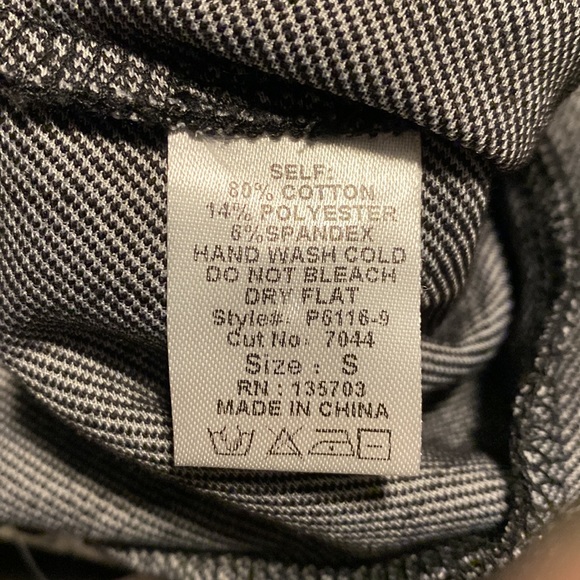 SELF:
80% COTTON
14% POLYESTER
6%SPANDEX
HAND WASH COLD
DO NOT BLEACH
DRY FLAT
Style#: P6116-9
Cut No: 7044
Size : S
RN : 135703
MADE IN CHINA